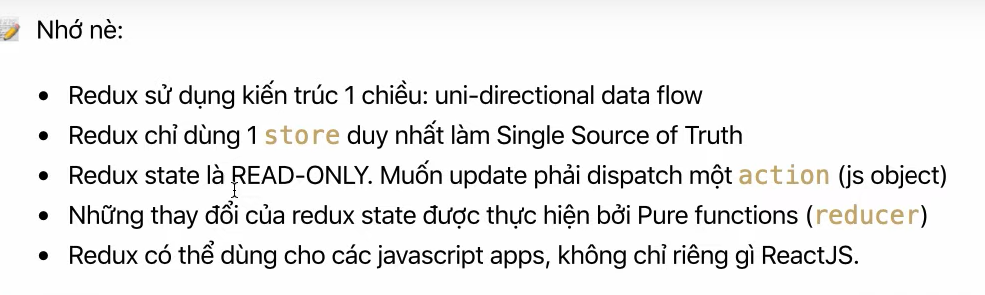 Nhớ nè:
Redux sử dụng kiến trúc 1 chiều: uni-directional data flow
Redux chỉ dùng 1 store duy nhất làm Single Source of Truth
Redux state là READ-ONLY. Muốn update phải dispatch một action (js object)
Những thay đổi của redux state được thực hiện bởi Pure functions (reducer)
Redux có thể dùng cho các javascript apps, không chỉ riêng gì ReactJS.